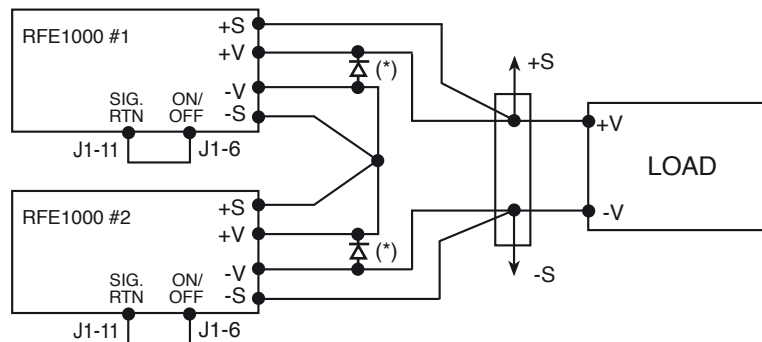 RFE1000 #1
+S
+V
-V
-S
SIG.
RTN
ON/
OFF
J1-11
J1-6
(*)
+S
+V
LOAD
-V
-S
RFE1000 #2
+S
+V
-V
-S
SIG.
RTN
ON/
OFF
J1-11
J1-6
(*)